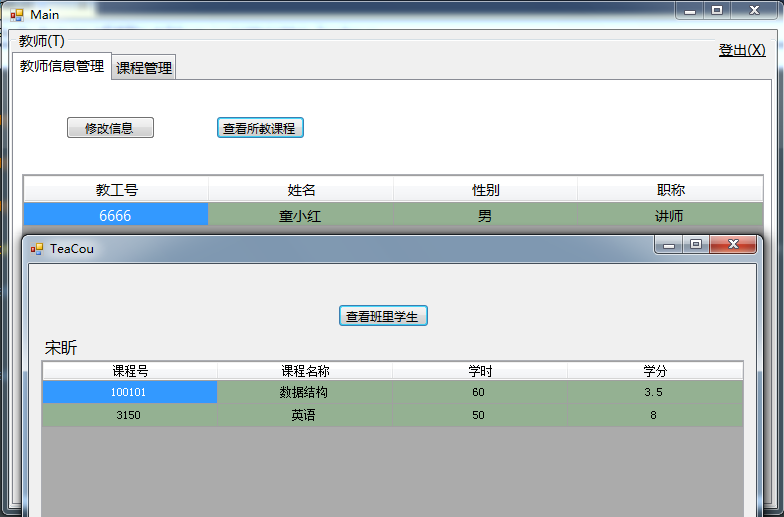 Main
教师(T)
登出(X)
教师信息管理 课程管理
修改信息 查看所教课程
教工号 姓名 性别 职称
6666 童小红 男 讲师
TeaCou
查看班里学生
宋昕
课程号 课程名称 学时 学分
100101 数据结构 60 3.5
3150 英语 50 8